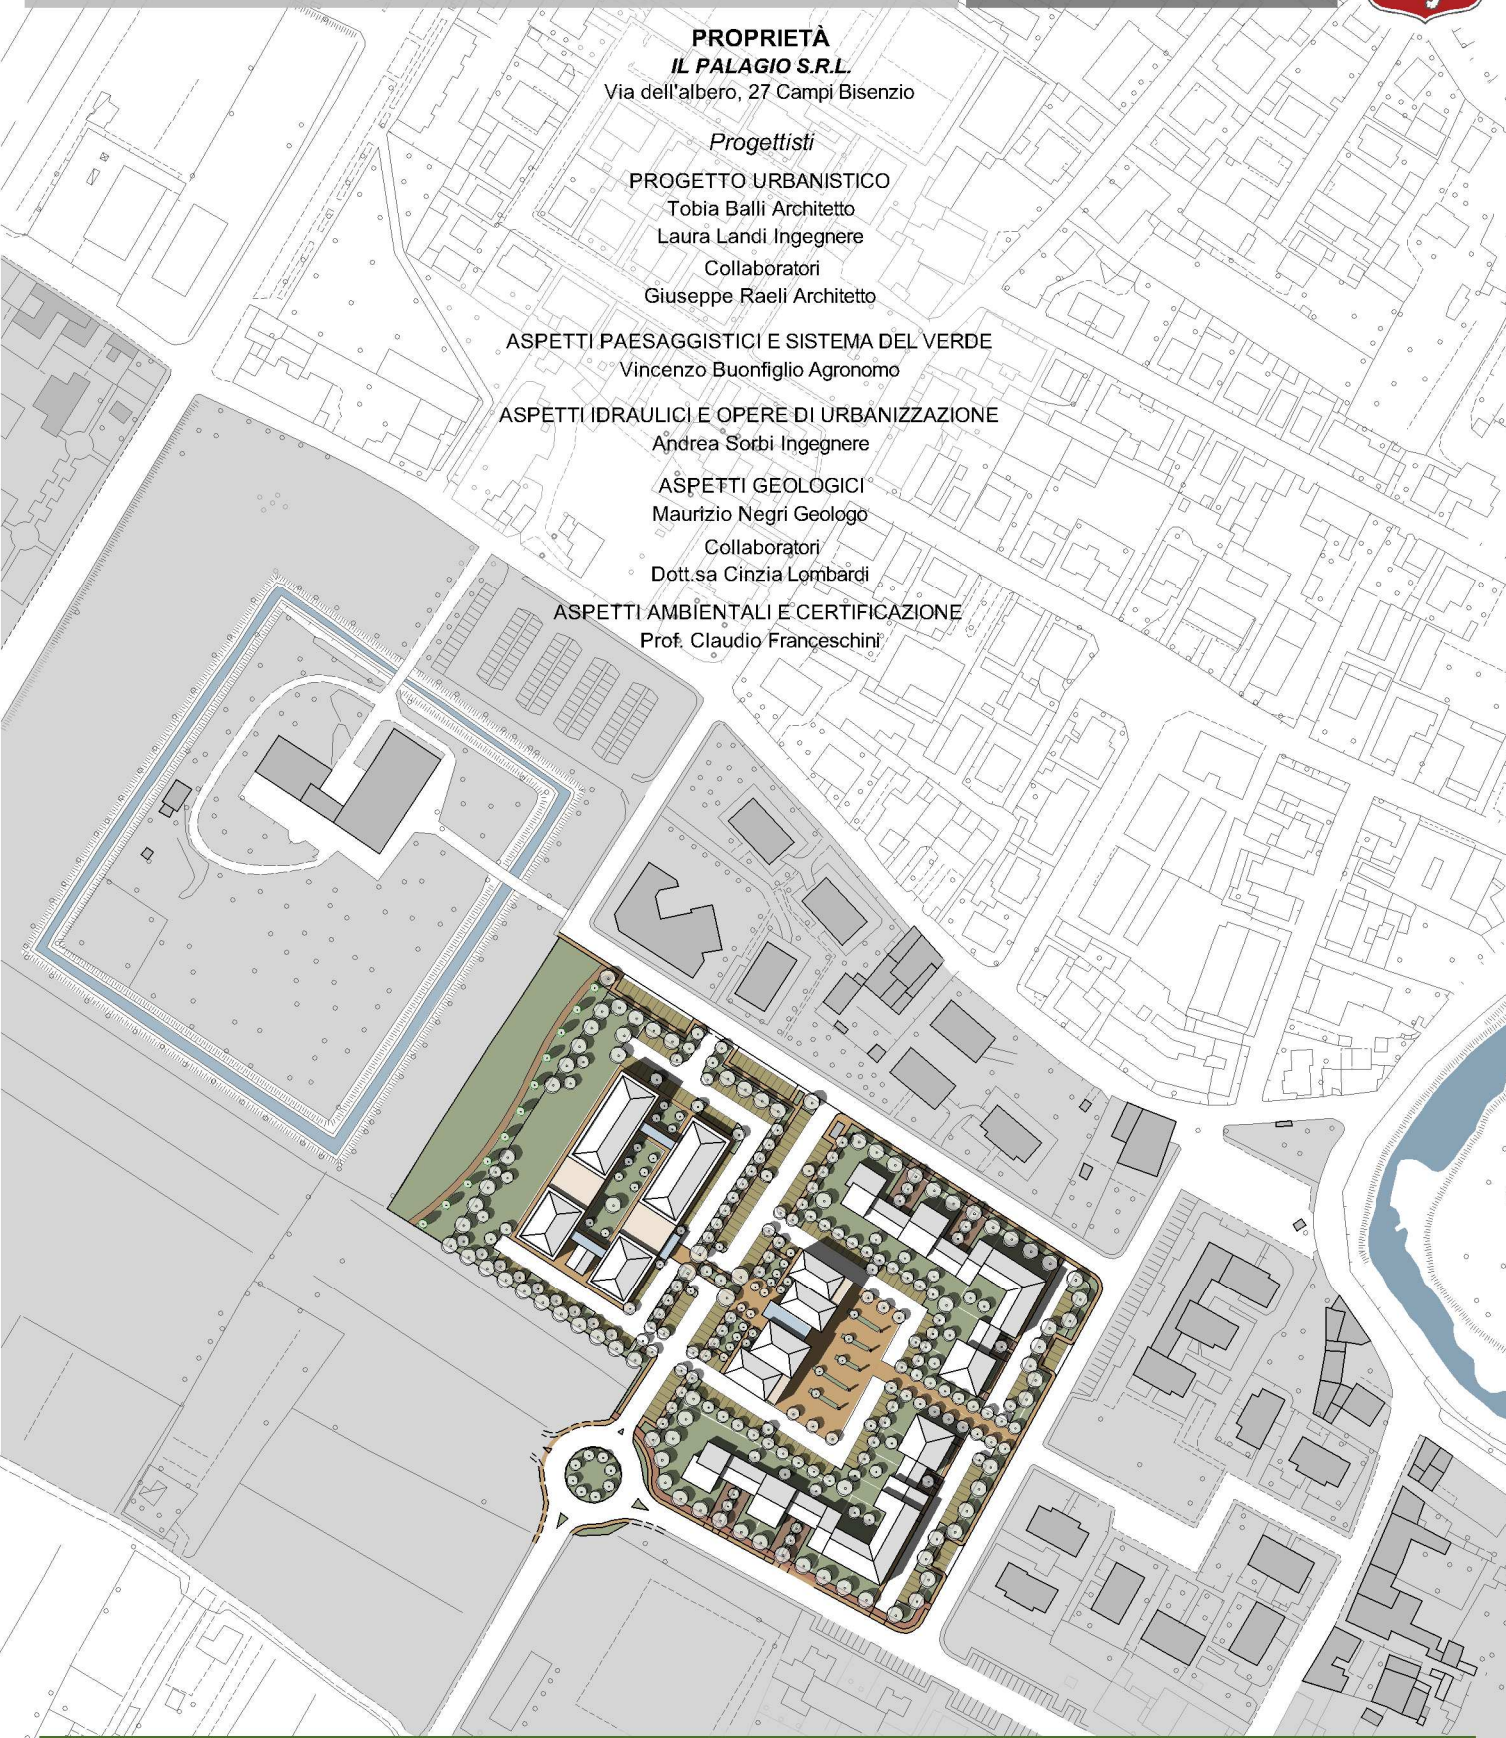 PROPRIETÀ
IL PALAGIO S.R.L.
Via dell'albero, 27 Campi Bisenzio
Progettisti
PROGETTO URBANISTICO
Tobia Balli Architetto
Laura Landi Ingegnere
Collaboratori
Giuseppe Raeli Architetto
ASPETTI PAESAGGISTICI E SISTEMA DEL VERDE
Vincenzo Buonfiglio Agronomo
ASPETTI IDRAULICI E OPERE DI URBANIZZAZIONE
Andrea Sorbi Ingegnere
ASPETTI GEOLOGICI
Maurizio Negri Geologo
Collaboratori
Dott.sa Cinzia Lombardi
ASPETTI AMBIENTALI E CERTIFICAZIONE
Prof. Claudio Franceschini